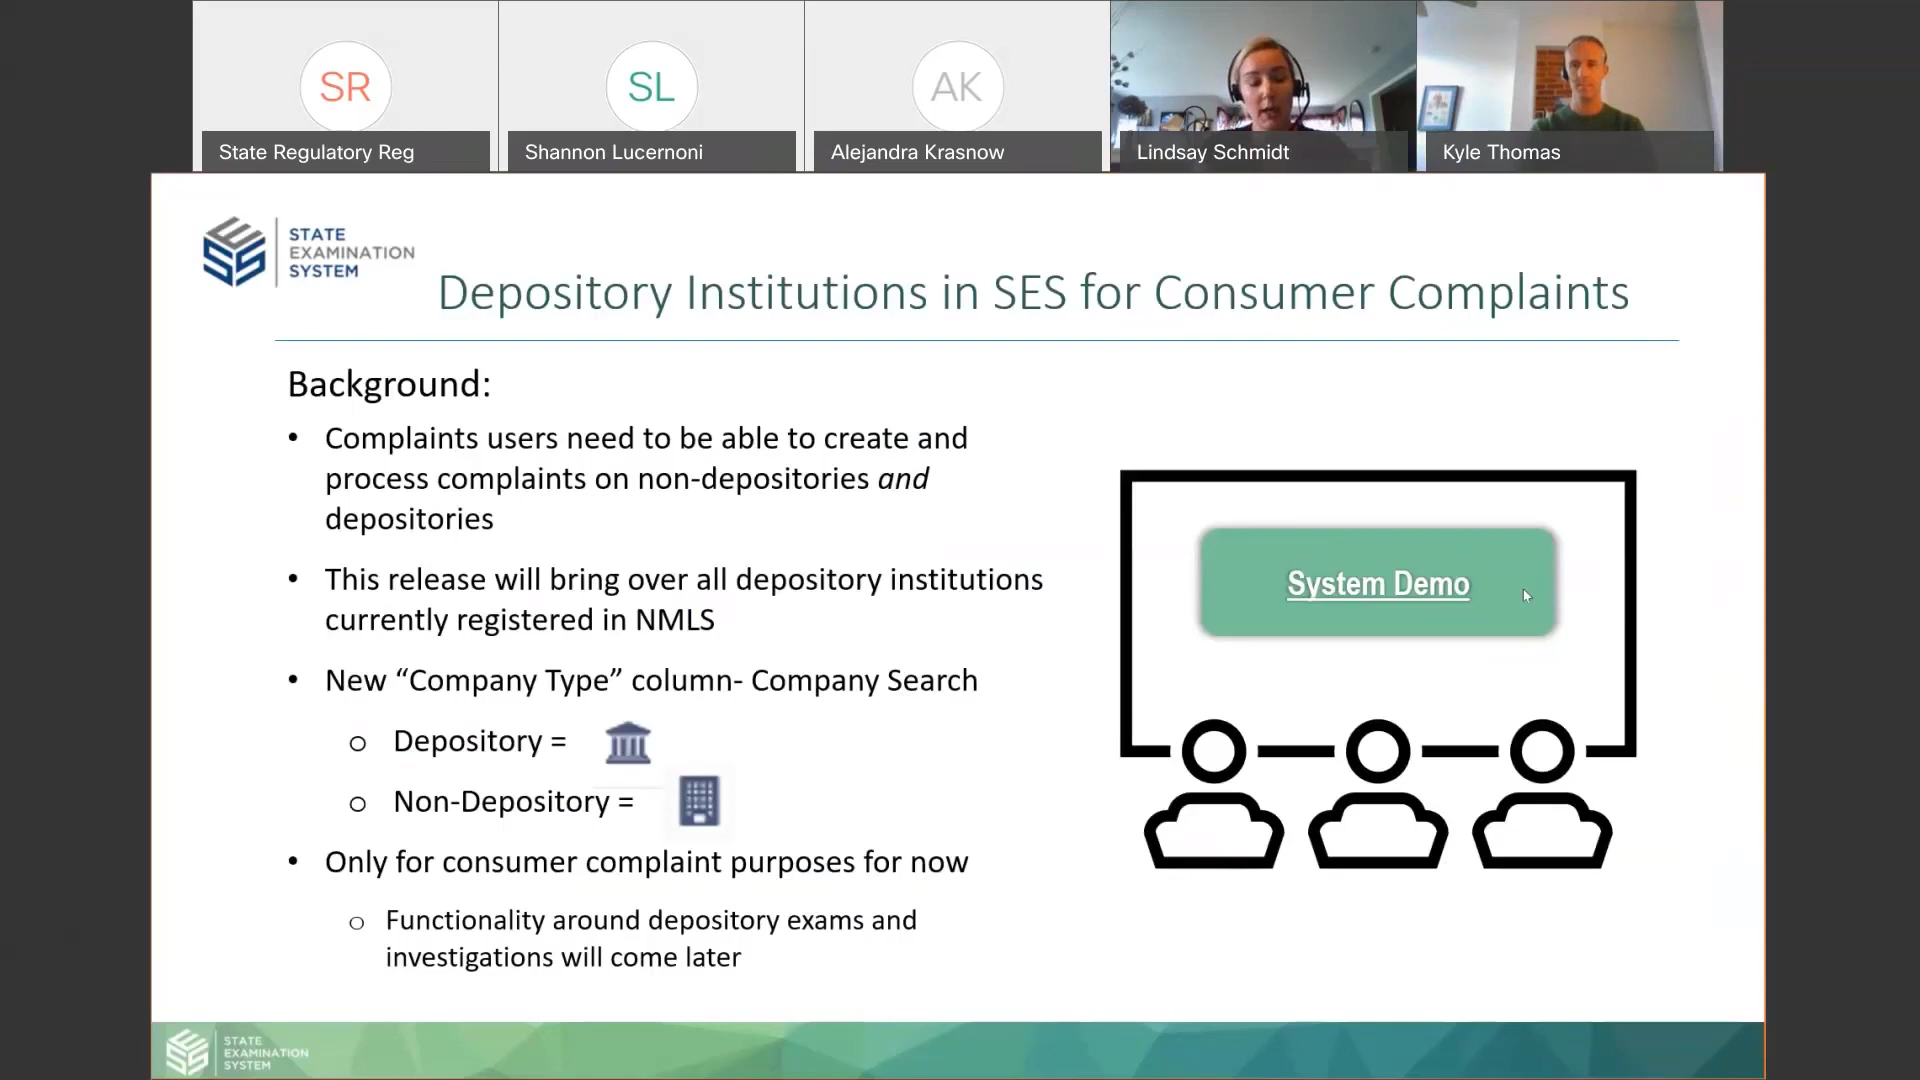 SR
SL
AK
State Regulatory Reg
Shannon Lucernoni
Alejandra Krasnow
Lindsay Schmidt
Kyle Thomas
SES
STATE
EXAMINATION
SYSTEM
Depository Institutions in SES for Consumer Complaints
Background:
• Complaints users need to be able to create and
process complaints on non-depositories and
depositories
• This release will bring over all depository institutions
currently registered in NMLS
• New “Company Type” column- Company Search
o Depository =
o Non-Depository =
• Only for consumer complaint purposes for now
o Functionality around depository exams and
investigations will come later
System Demo
SES
STATE
EXAMINATION
SYSTEM